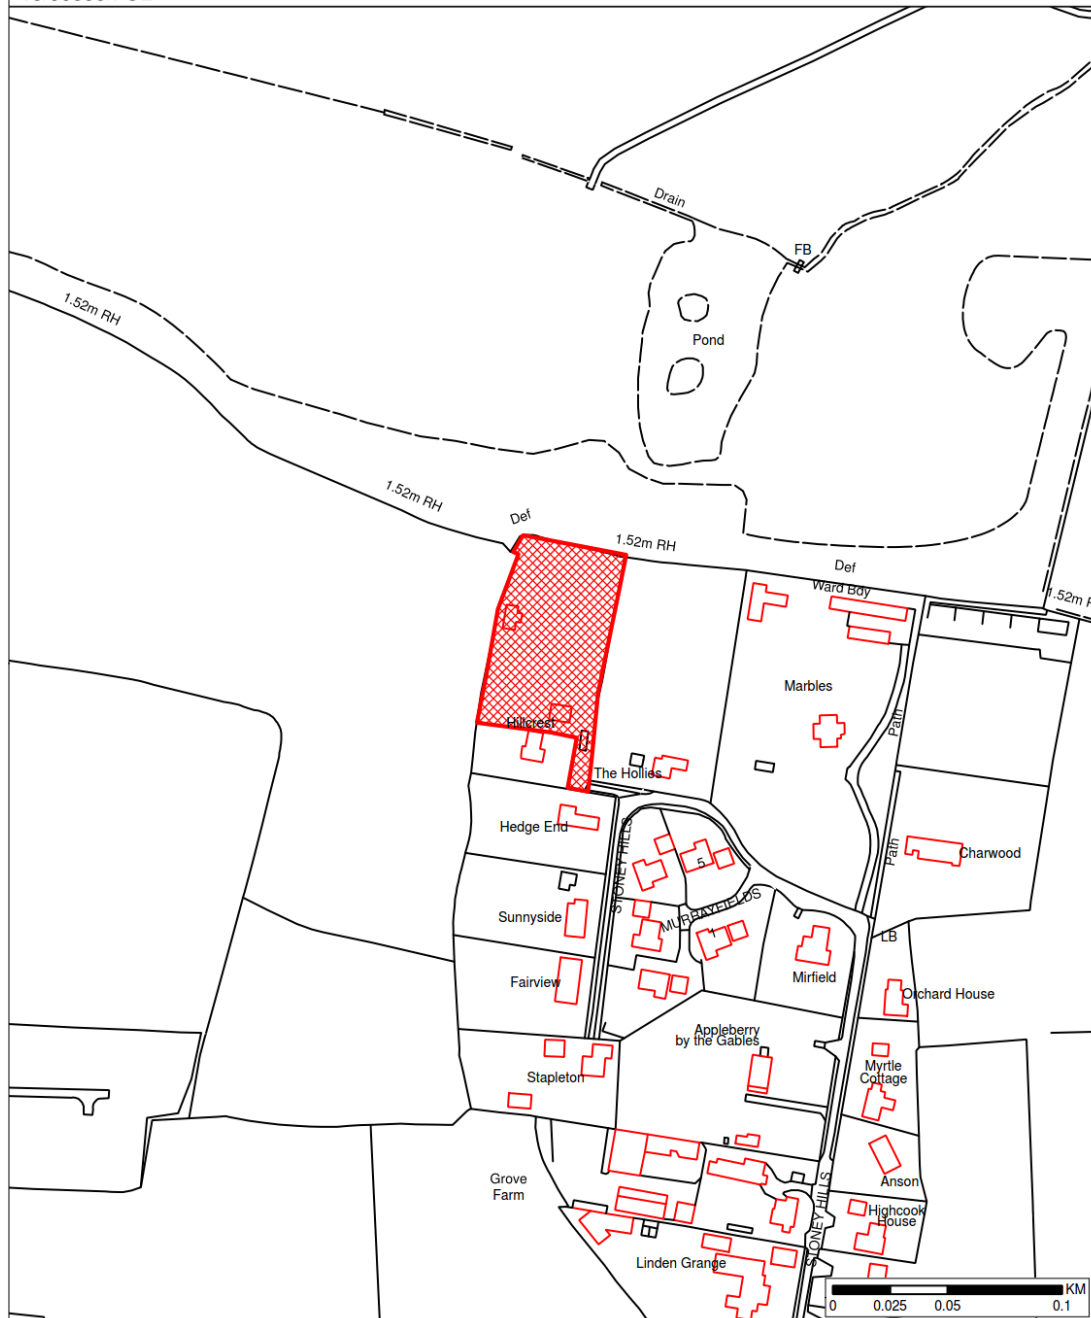 Drain
FB
1.52m RH
Pond
1.52m RH
Def
1.52m RH
Def
Ward Bdy
1.52m R
Marbles
Path
Hillcrest
The Hollies
Hedge End
STONEY HILLS
5
Path
Charwood
MURRAYFIELDS
Sunnyside
1
LB
Mirfield
Fairview
Orchard House
Appleberry
by the Gables
Stapleton
Myrtle
Cottage
Anson
Grove
Farm
STONEY HILLS
Highcook
House
Linden Grange
KM
0
0.025
0.05
0.1